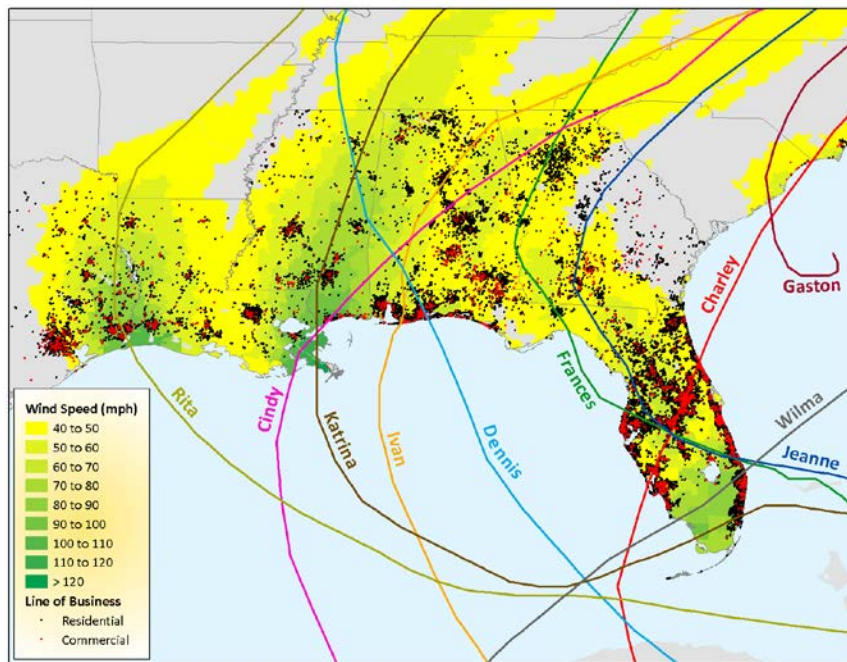 Gaston
Charley
Wilma
Frances
Jeanne
Rita
Cindy
Katrina
Ivan
Dennis
Wind Speed (mph)
40 to 50
50 to 60
60 to 70
70 to 80
80 to 90
90 to 100
100 to 110
110 to 120
> 120
Line of Business
Residential
Commercial